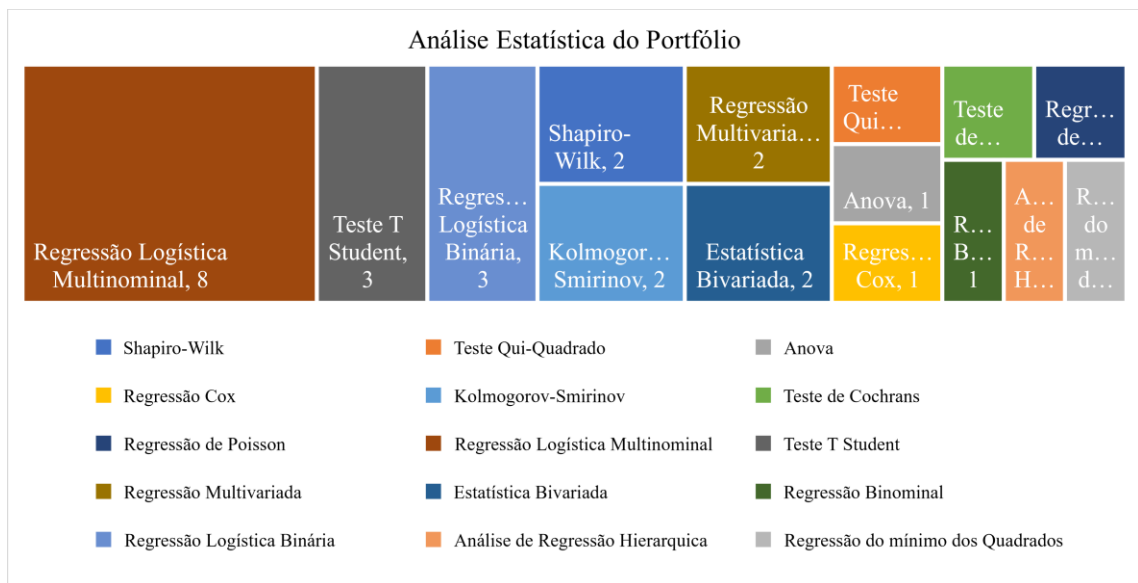 Análise Estatística do Portfólio
Regressão Logística
Multinominal, 8
Teste T
Student,
3
Regres…
Logística
Binária,
3
Shapiro-
Wilk, 2
Kolmogor…
Smirinov, 2
Regressão
Multivaria…
2
Estatística
Bivariada, 2
Teste
Qui…
Anova, 1
Regres…
Cox, 1
Teste
de…
Regr…
de…
R…
B…
1
A…
de
R…
H…
R…
do
m…
d…
Shapiro-Wilk
Teste Qui-Quadrado
Anova
Regressão Cox
Kolmogorov-Smirinov
Teste de Cochrans
Regressão de Poisson
Regressão Logística Multinominal
Teste T Student
Regressão Multivariada
Estatística Bivariada
Regressão Binominal
Regressão Logística Binária
Análise de Regressão Hierarquica
Regressão do mínimo dos Quadrados